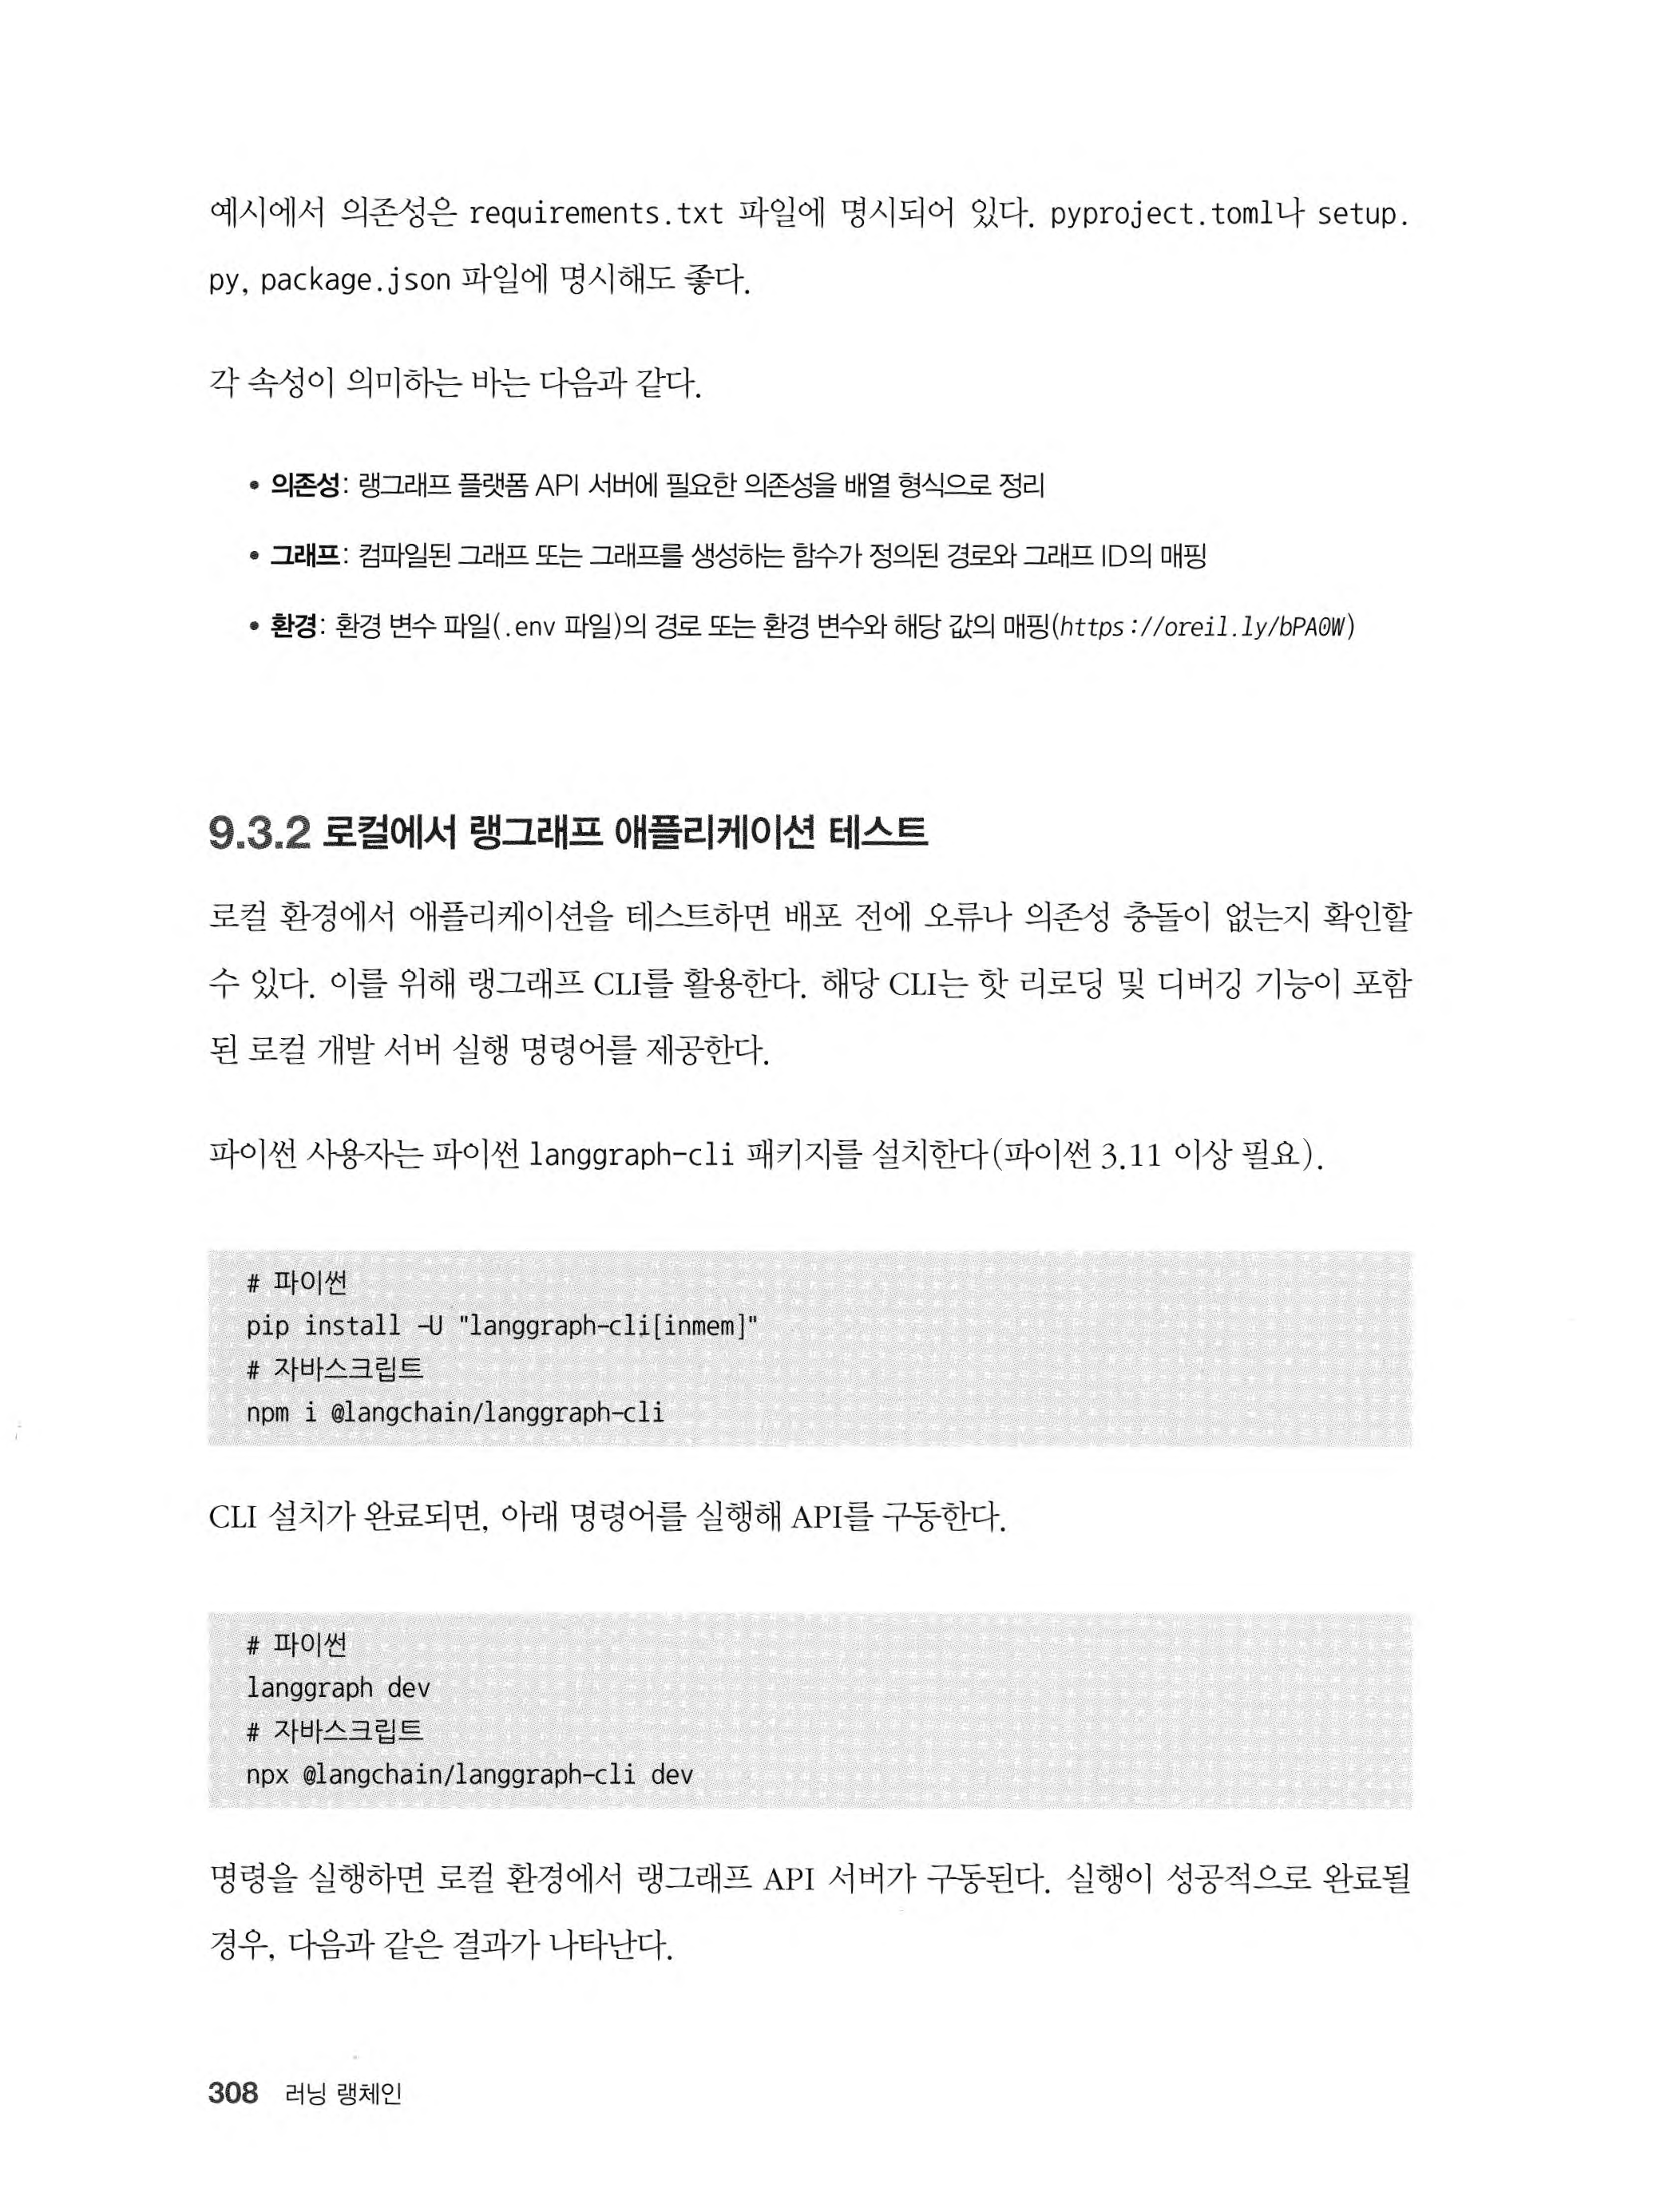 예시에서 의존성은 requirements.txt 파일에 명시되어 있다. pyproject.toml나 setup.
py, package.json 파일에 명시해도 좋다.
각 속성이 의미하는 바는 다음과 같다.
• 의존성: 랭그래프 플랫폼 API 서버에 필요한 의존성을 배열 형식으로 정리
• 그래프: 컴파일된 그래프 또는 그래프를 생성하는 함수가 정의된 경로와 그래프 ID의 매핑
• 환경: 환경 변수 파일(.env 파일)의 경로 또는 환경 변수와 해당 값의 매핑(https://oreil.ly/bPA0W)
9.3.2 로컬에서 랭그래프 애플리케이션 테스트
로컬 환경에서 애플리케이션을 테스트하면 배포 전에 오류나 의존성 충돌이 없는지 확인할
수 있다. 이를 위해 랭그래프 CLI를 활용한다. 해당 CLI는 핫 리로딩 및 디버깅 기능이 포함
된 로컬 개발 서버 실행 명령어를 제공한다.
파이썬 사용자는 파이썬 langgraph-cli 패키지를 설치한다(파이썬 3.11 이상 필요).
# 파이썬
pip install -U "langgraph-cli[inmem]"
# 자바스크립트
npm i @langchain/langgraph-cli
CLI 설치가 완료되면, 아래 명령어를 실행해 API를 구동한다.
# 파이썬
langgraph dev
# 자바스크립트
npx @langchain/langgraph-cli dev
명령을 실행하면 로컬 환경에서 랭그래프 API 서버가 구동된다. 실행이 성공적으로 완료될
경우, 다음과 같은 결과가 나타난다.
308 러닝 랭체인